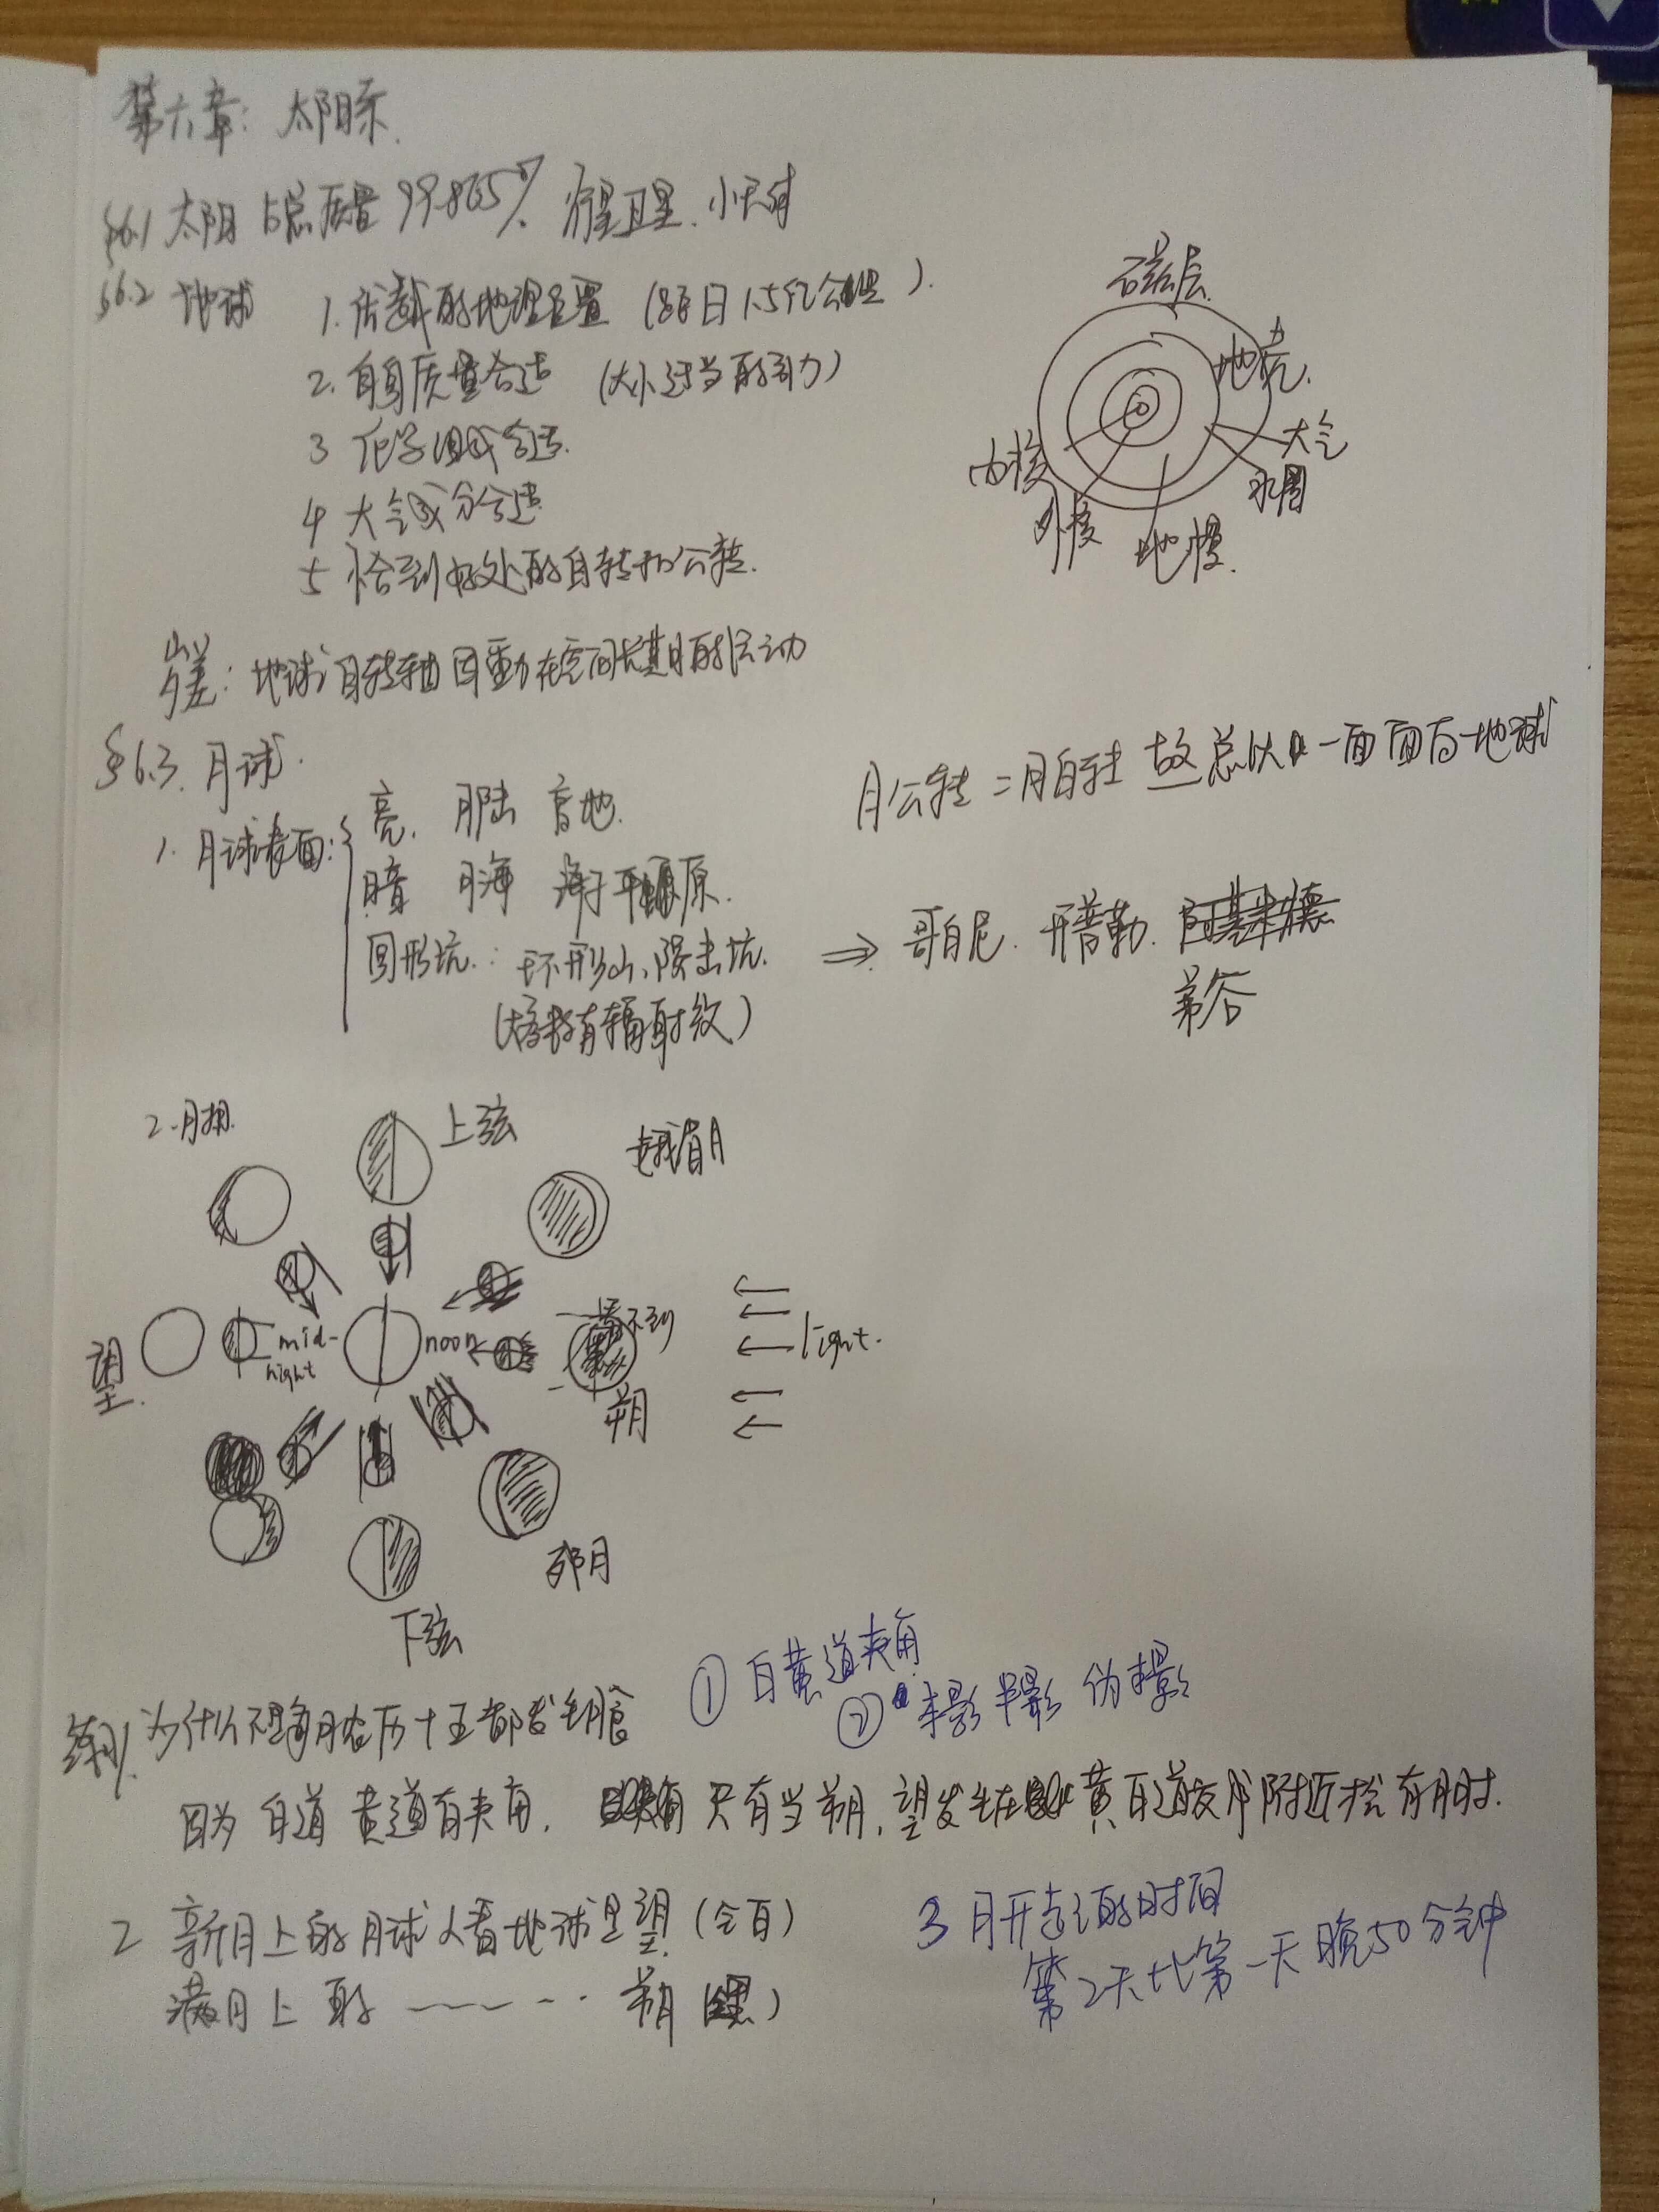 第六章：太阳系.
§6.1 太阳 占总质量 99.865% 行星卫星. 小天体
§6.2 地球 1. 优越的地理位置 (距日1.5亿公里).
2. 自身质量合适 (大小适当的引力)
3 化学组成合适.
4 大气成分合适
5 恰到好处的自转和公转.
磁层
地壳.
大气
水圈
内核
外核
地幔.
岁差: 地球自转轴因重力在空间长期的运动
§6.3. 月球.
月公转=月自转 故总以一面面向地球
1. 月球表面:
亮. 月陆 高地.
暗 月海 平原.
圆形坑.: 环形山、陨击坑. ⇒ 哥白尼. 开普勒. 阿基米德
第谷
(有辐射纹)
2.月相.
上弦
蛾眉月
看不到
望.
mid-
night
noon
light.
朔
残月
下弦
① 白黄道夹角
② 本影 半影 伪本影
练习1. 为什么不是每月农历十五都发生月食
因为 白道 黄道有夹角, 只有当朔.望发生在黄白道交点附近才会有月食.
2 新月上的月球人看地球是望 (全白)
满月上的 ——— - - 朔 (黑)
3 月升起的时间
第2天比第一天晚50分钟